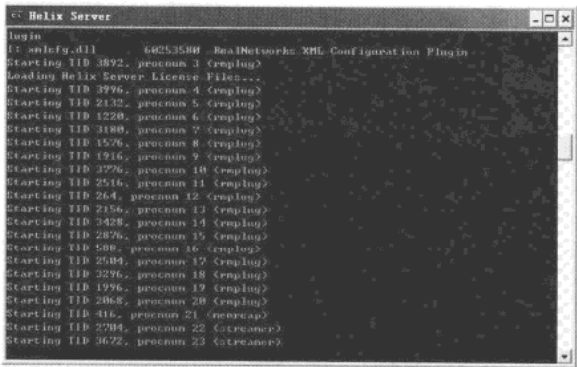 Helix Server
lugin
I: xmlcfg.dll 60253580 RealNetworks XML Configuration Plugin
Starting TID 3892, procnum 3 (rmplug)
Loading Helix Server License Files...
Starting TID 3996, procnum 4 (rmplug)
Starting TID 2132, procnum 5 (rmplug)
Starting TID 1220, procnum 6 (rmplug)
Starting TID 3180, procnum 7 (rmplug)
Starting TID 1576, procnum 8 (rmplug)
Starting TID 1916, procnum 9 (rmplug)
Starting TID 3776, procnum 10 (rmplug)
Starting TID 2516, procnum 11 (rmplug)
Starting TID 264, procnum 12 (rmplug)
Starting TID 2156, procnum 13 (rmplug)
Starting TID 3428, procnum 14 (rmplug)
Starting TID 2876, procnum 15 (rmplug)
Starting TID 508, procnum 16 (rmplug)
Starting TID 2504, procnum 17 (rmplug)
Starting TID 3296, procnum 18 (rmplug)
Starting TID 1996, procnum 19 (rmplug)
Starting TID 2068, procnum 20 (rmplug)
Starting TID 416, procnum 21 (memreap)
Starting TID 2704, procnum 22 (streamer)
Starting TID 3672, procnum 23 (streamer)